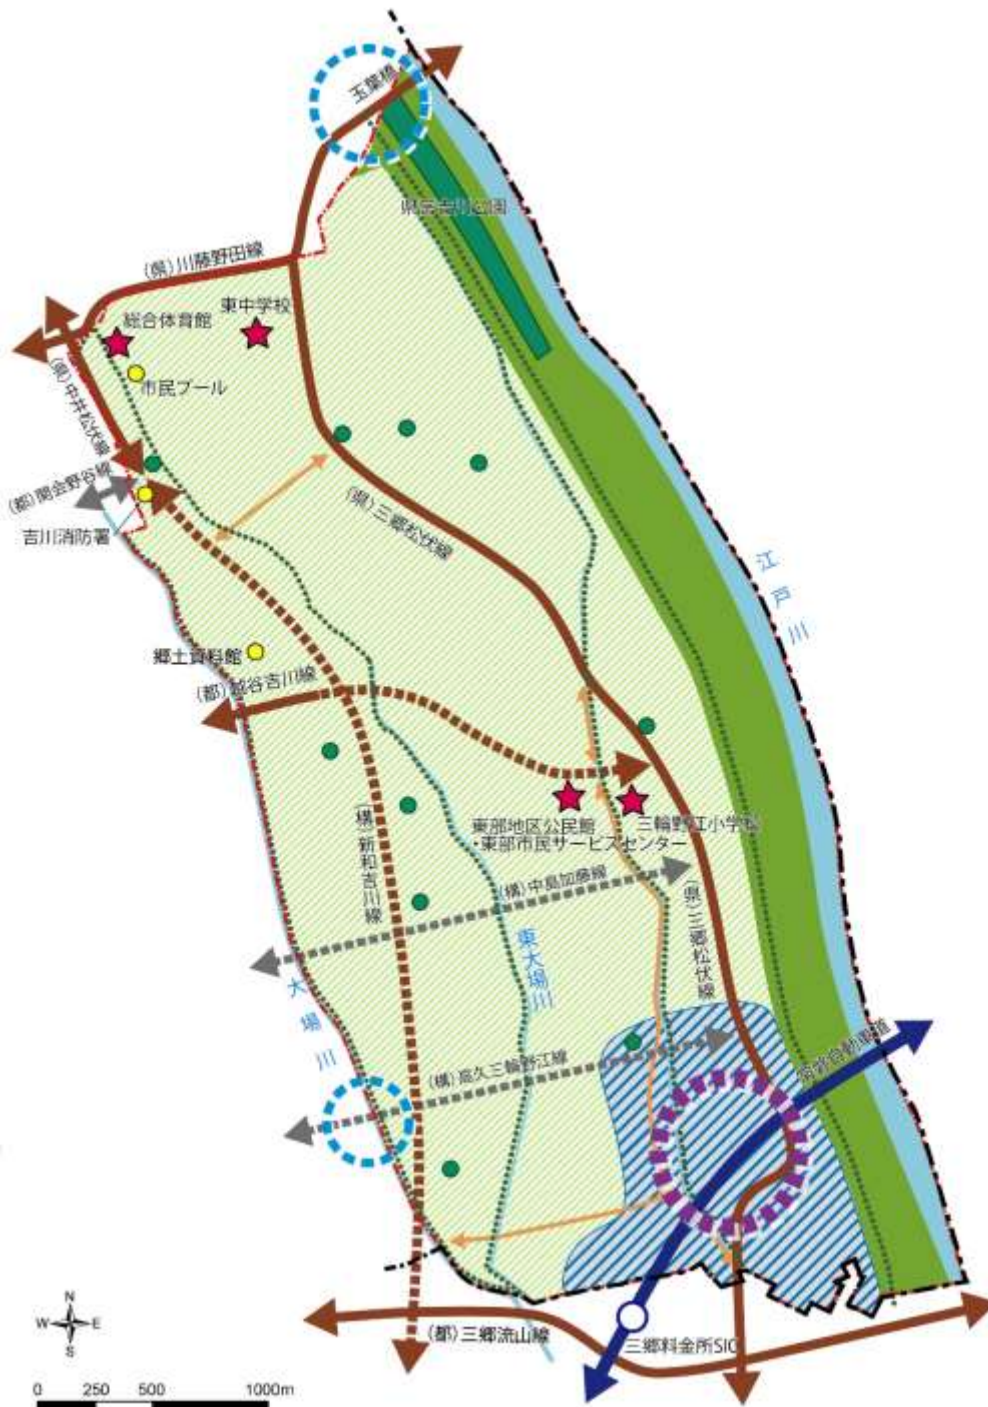 玉葉橋
県営吉川公園
(県)川藤野田線
総合体育館
東中学校
市民プール
(県)中井松伏線
(都)関会野谷線
吉川消防署
(県)三郷松伏線
江戸川
郷土資料館
(都)越谷吉川線
(構)新和吉川線
東部地区公民館
・東部市民サービスセンター
三輪野江小学校
(構)中島加藤線
(県)三郷松伏線
東大場川
大場川
常磐自動車道
(構)高久三輪野江線
(都)三郷流山線
三郷料金所SIC
N
W E
S
0 250 500 1000m